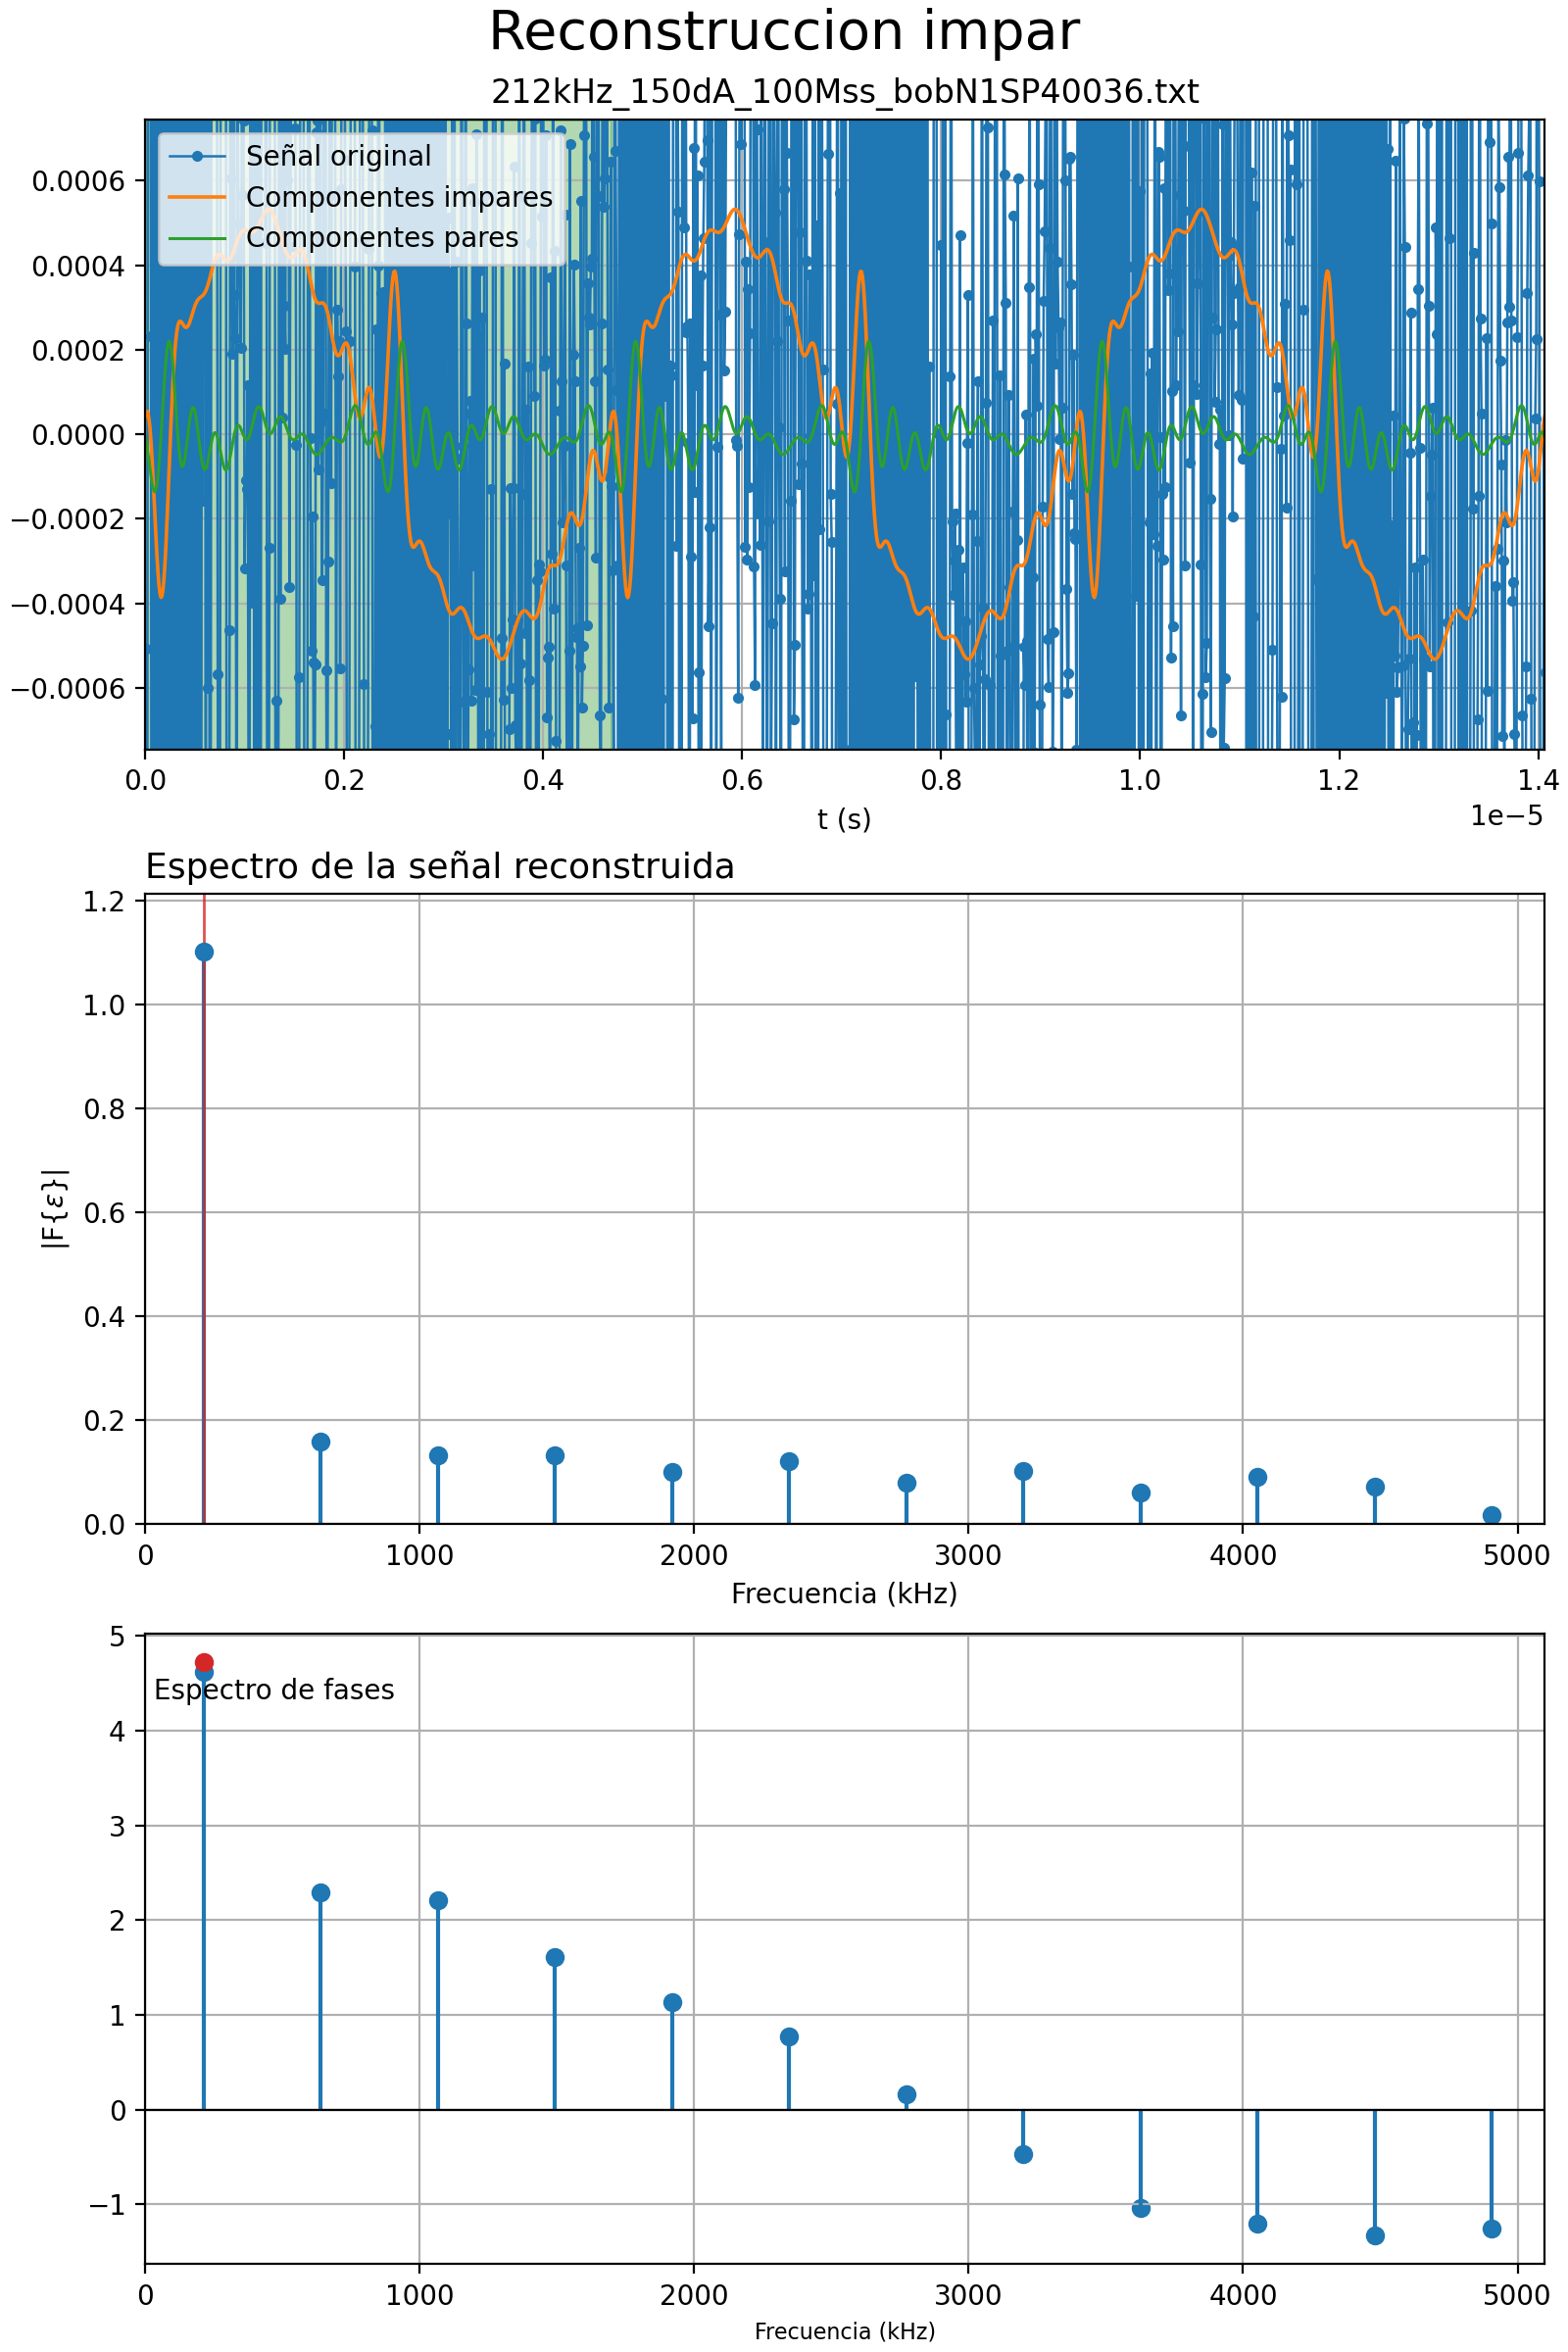 Reconstruccion impar
212kHz_150dA_100Mss_bobN1SP40036.txt
Señal original
Componentes impares
Componentes pares
0.0006
0.0004
0.0002
0.0000
−0.0002
−0.0004
−0.0006
0.0 0.2 0.4 0.6 0.8 1.0 1.2 1.4
1e−5
t (s)
Espectro de la señal reconstruida
1.2
1.0
0.8
0.6
0.4
0.2
0.0
|F{ε}|
0 1000 2000 3000 4000 5000
Frecuencia (kHz)
5
Espectro de fases
4
3
2
1
0
−1
0 1000 2000 3000 4000 5000
Frecuencia (kHz)